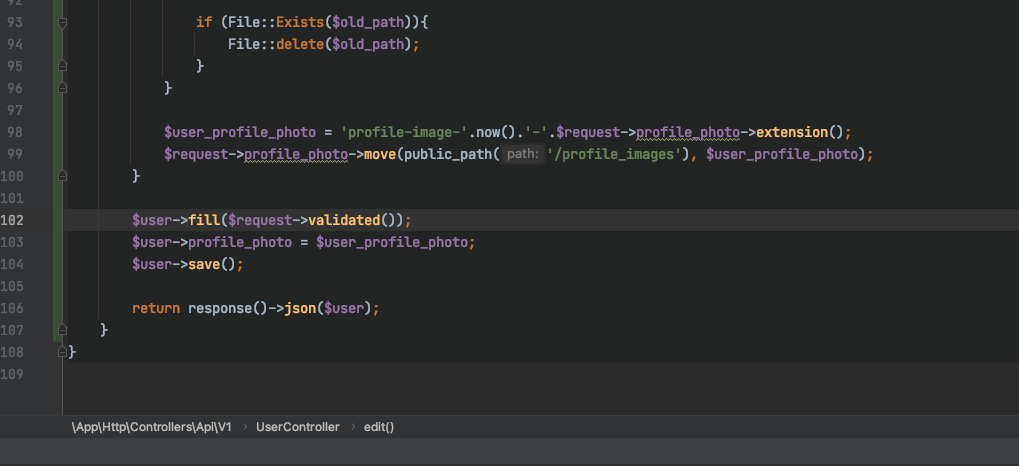 92
93 if (File::Exists($old_path)){
94 File::delete($old_path);
95 }
96 }
97
98 $user_profile_photo = 'profile-image-'.now().'-'.$request->profile_photo->extension();
99 $request->profile_photo->move(public_path( path: '/profile_images'), $user_profile_photo);
100 }
101
102 $user->fill($request->validated());
103 $user->profile_photo = $user_profile_photo;
104 $user->save();
105
106 return response()->json($user);
107 }
108 }
109
\App\Http\Controllers\Api\V1 › UserController › edit()